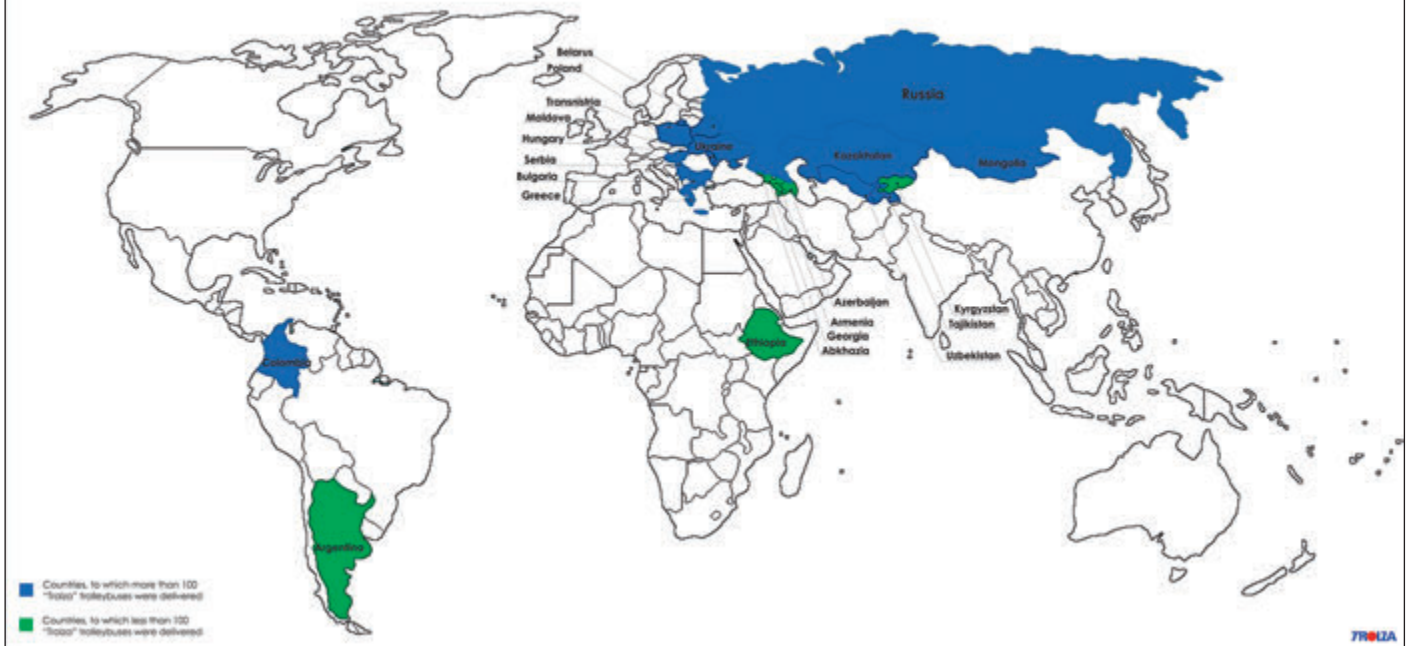 Belarus
Poland
Transnistria
Moldova
Hungary
Serbia
Bulgaria
Greece
Russia
Ukraine
Kazakhstan
Mongolia
Azerbaijan
Armenia
Georgia
Abkhazia
Kyrgyzstan
Tajikistan
Uzbekistan
Ethiopia
Colombia
Argentina
Countries, to which more than 100
"Trolza" trolleybuses were delivered
Countries, to which less than 100
"Trolza" trolleybuses were delivered
TROLZA